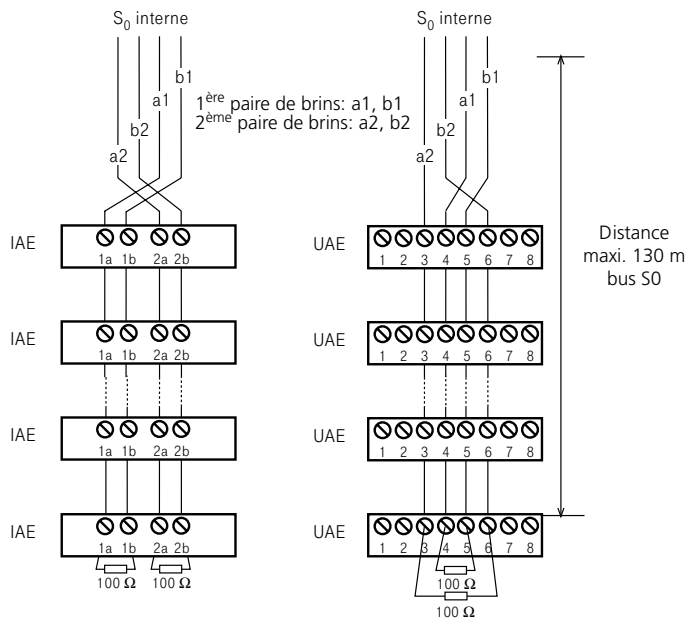 S0 interne
S0 interne
b1
a1
b2
a2
b1
a1
b2
a2
1ère paire de brins: a1, b1
2ème paire de brins: a2, b2
IAE
1a 1b 2a 2b
UAE
1 2 3 4 5 6 7 8
Distance
maxi. 130 m
bus S0
IAE
1a 1b 2a 2b
UAE
1 2 3 4 5 6 7 8
IAE
1a 1b 2a 2b
UAE
1 2 3 4 5 6 7 8
IAE
1a 1b 2a 2b
100 Ω 100 Ω
UAE
1 2 3 4 5 6 7 8
100 Ω
100 Ω